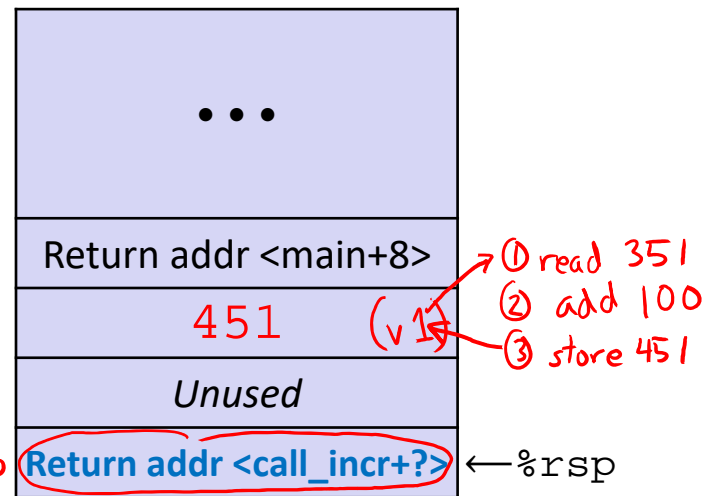 •••
Return addr <main+8>
① read 351
② add 100
451 (v1)
③ store 451
Unused
Return addr <call_incr+?> ←%rsp